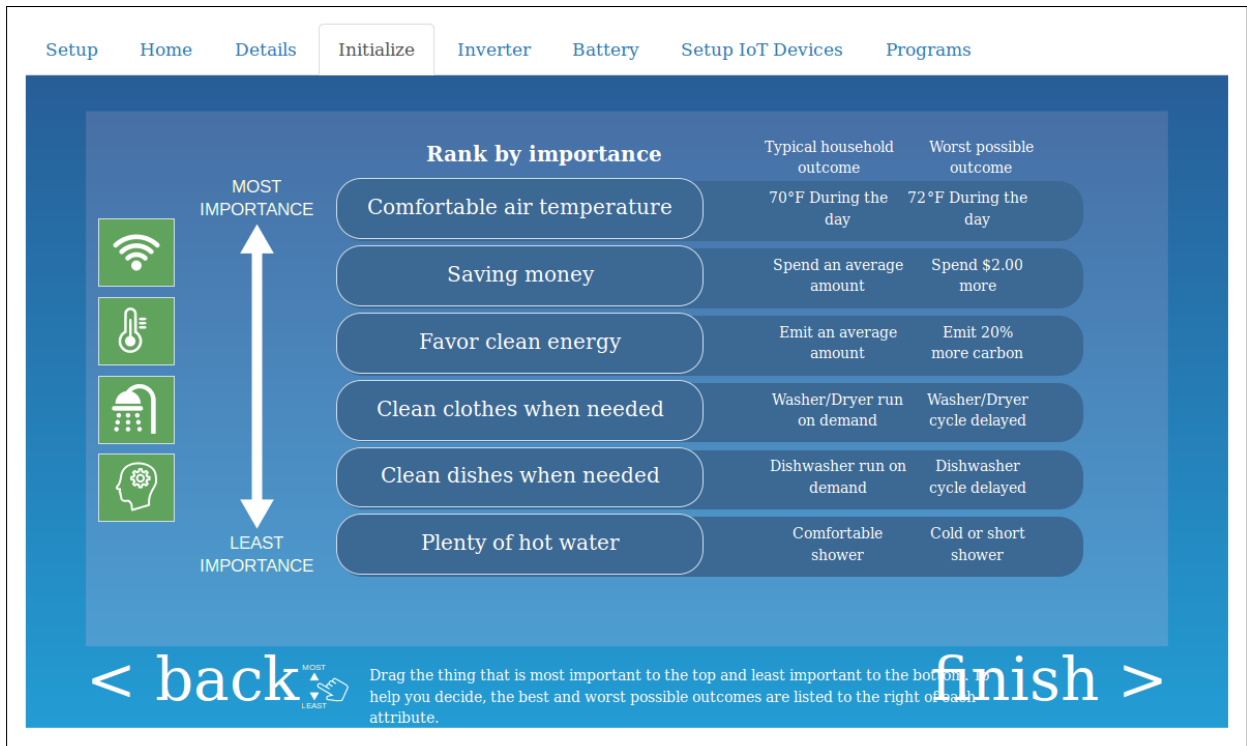 Setup Home Details Initialize Inverter Battery Setup IoT Devices Programs
Rank by importance
Typical household
outcome
Worst possible
outcome
MOST
IMPORTANCE
Comfortable air temperature
70°F During the
day
72°F During the
day
Saving money
Spend an average
amount
Spend $2.00
more
Favor clean energy
Emit an average
amount
Emit 20%
more carbon
Clean clothes when needed
Washer/Dryer run
on demand
Washer/Dryer
cycle delayed
Clean dishes when needed
Dishwasher run on
demand
Dishwasher
cycle delayed
Plenty of hot water
Comfortable
shower
Cold or short
shower
LEAST
IMPORTANCE
< back
MOST
LEAST
Drag the thing that is most important to the top and least important to the bottom. To
help you decide, the best and worst possible outcomes are listed to the right of each
attribute.
finish >